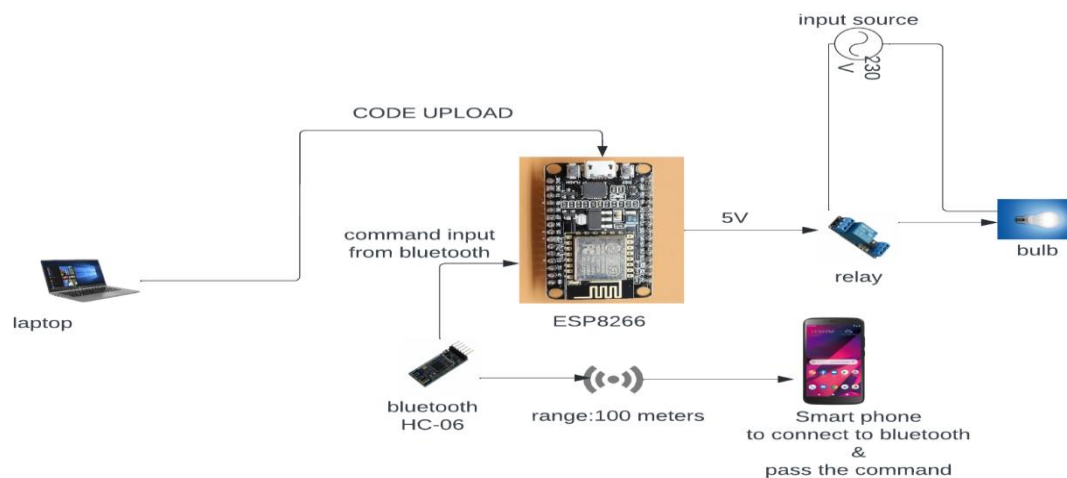 input source
230
V
CODE UPLOAD
5V
command input
from bluetooth
bulb
relay
laptop
ESP8266
bluetooth
HC-06
range:100 meters
Smart phone
to connect to bluetooth
&
pass the command